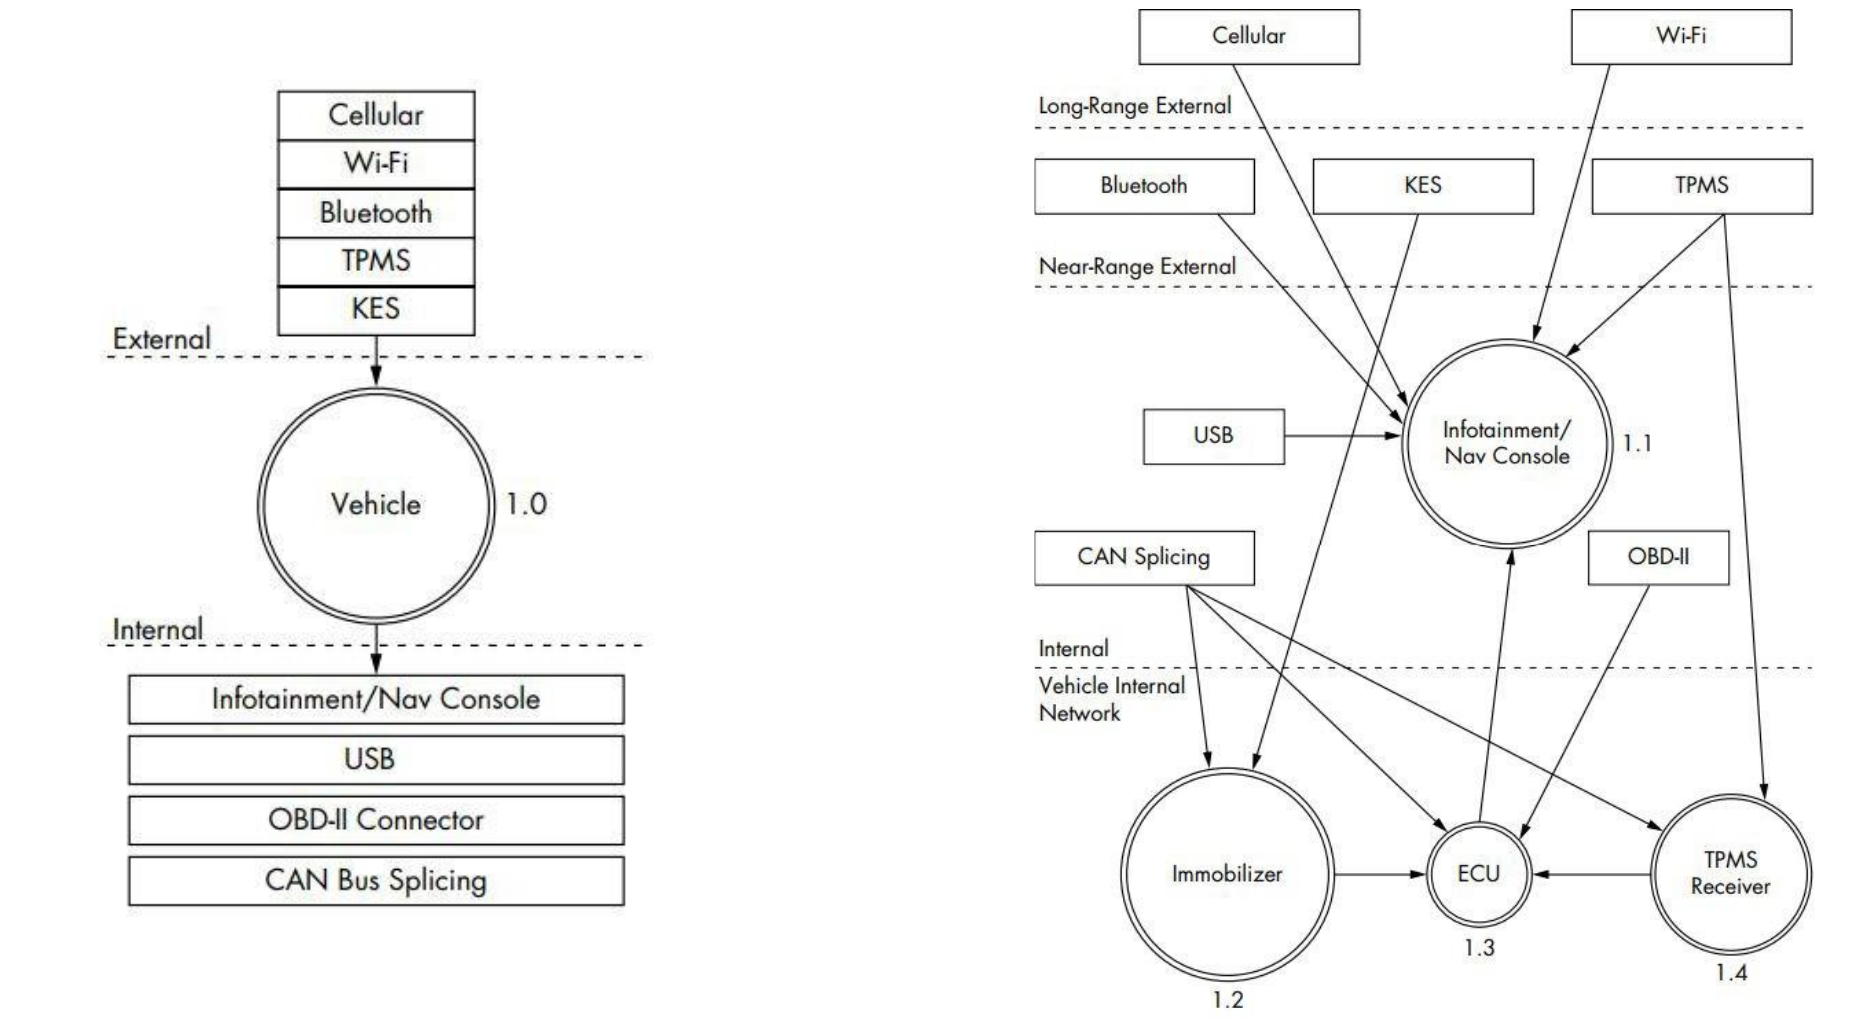 Cellular
Wi-Fi
Bluetooth
TPMS
KES
External
Vehicle
1.0
Internal
Infotainment/Nav Console
USB
OBD-II Connector
CAN Bus Splicing
Cellular
Wi-Fi
Long-Range External
Bluetooth
KES
TPMS
Near-Range External
USB
Infotainment/
Nav Console
1.1
CAN Splicing
OBD-II
Internal
Vehicle Internal
Network
Immobilizer
1.2
ECU
1.3
TPMS
Receiver
1.4